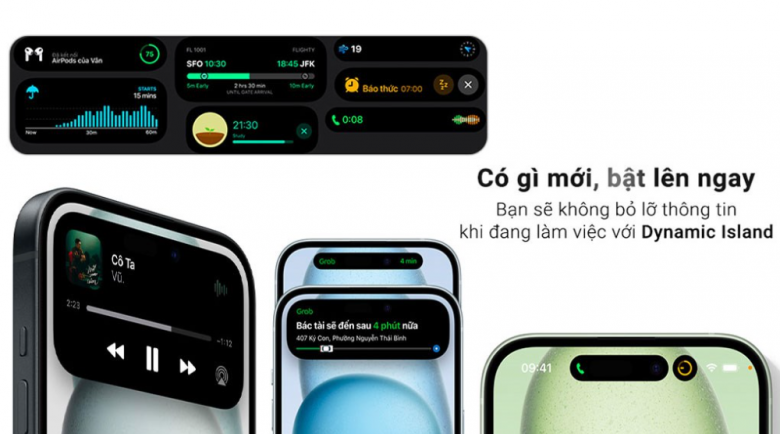 Đã kết nối
AirPods của Vân
75
STARTS
15 mins
Now
30m
60m
FL 1001
FLIGHTY
SFO 10:30
18:45 JFK
5m Early
2 hrs 30 min
UNTIL GATE ARRIVAL
10m Early
21:30
Study
19
Báo thức 07:00
0:08
Có gì mới, bật lên ngay
Bạn sẽ không bỏ lỡ thông tin
khi đang làm việc với Dynamic Island
Cô Ta
Vũ.
2:23
-1:12
Grab
4 min
Grab
Bác tài sẽ đến sau 4 phút nữa
407 Kỳ Con, Phường Nguyễn Thái Bình
09:41